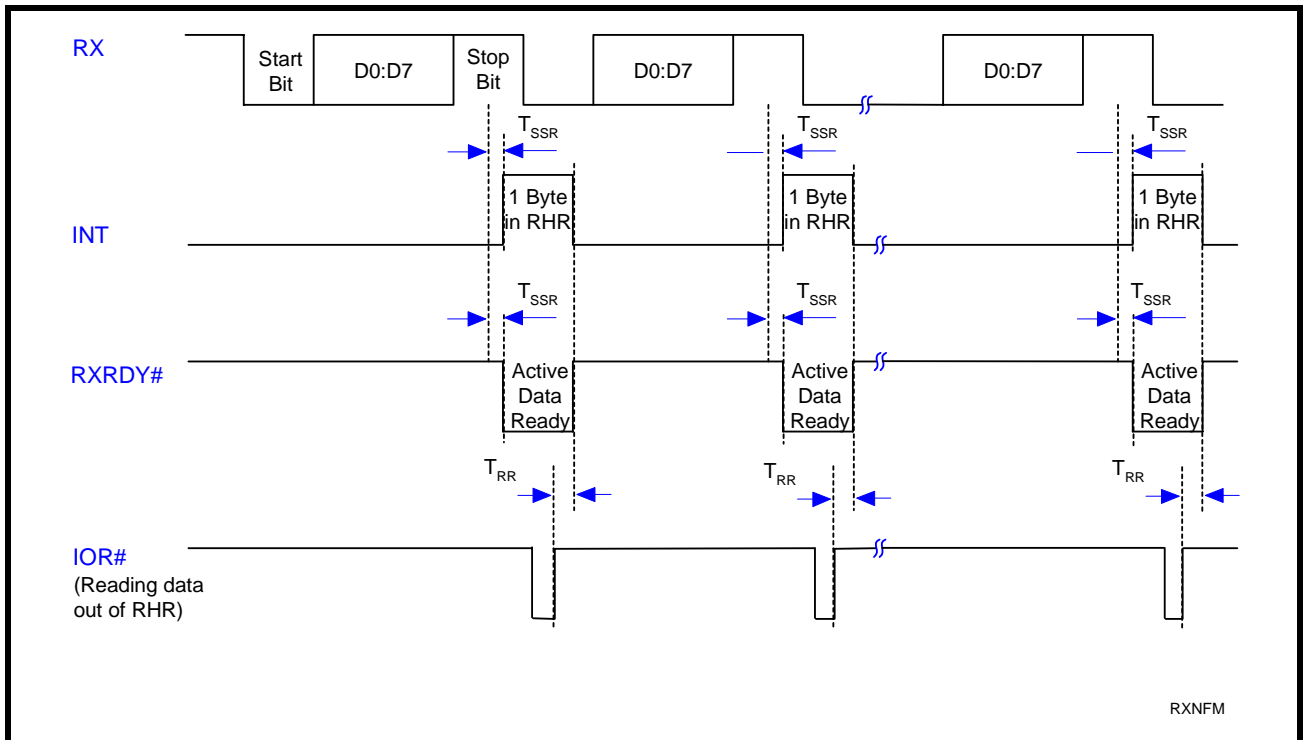 RX
Start
Bit
D0:D7
Stop
Bit
D0:D7
D0:D7
TSSR
TSSR
TSSR
INT
1 Byte
in RHR
1 Byte
in RHR
1 Byte
in RHR
TSSR
TSSR
TSSR
RXRDY#
Active
Data
Ready
Active
Data
Ready
Active
Data
Ready
TRR
TRR
TRR
IOR#
(Reading data
out of RHR)
RXNFM